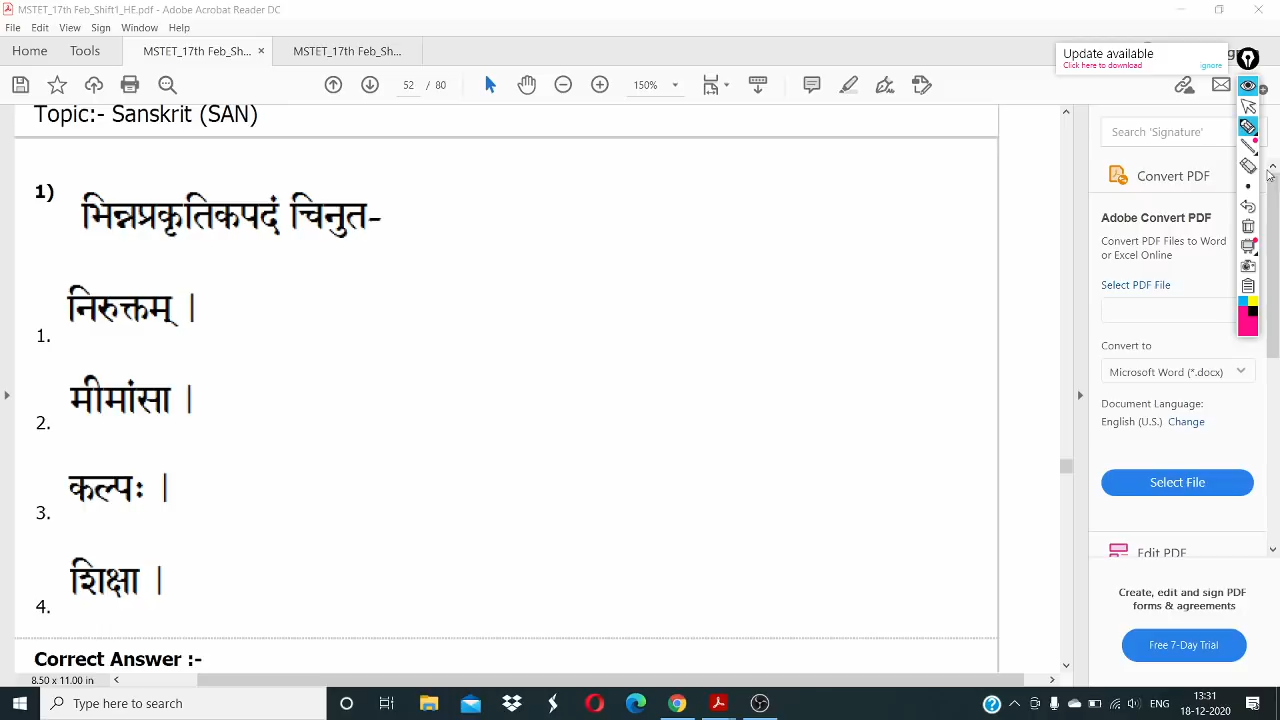 MSTET_17th Feb_Shift1_HE.pdf - Adobe Acrobat Reader DC
File Edit View Sign Window Help
Home Tools MSTET_17th Feb_Sh... × MSTET_17th Feb_Sh...
Update available
Click here to download ignore
52 / 80 150%
Topic:- Sanskrit (SAN)
1)
भिन्नप्रकृतिकपदं चिनुत-
निरुक्तम् |
1.
मीमांसा |
2.
कल्पः |
3.
शिक्षा |
4.
Correct Answer :-
8.50 x 11.00 in
Search 'Signature'
Convert PDF
Adobe Convert PDF
Convert PDF Files to Word
or Excel Online
Select PDF File
Convert to
Microsoft Word (*.docx)
Document Language:
English (U.S.) Change
Select File
Edit PDF
Create, edit and sign PDF
forms & agreements
Free 7-Day Trial
Type here to search
ENG
13:31
18-12-2020